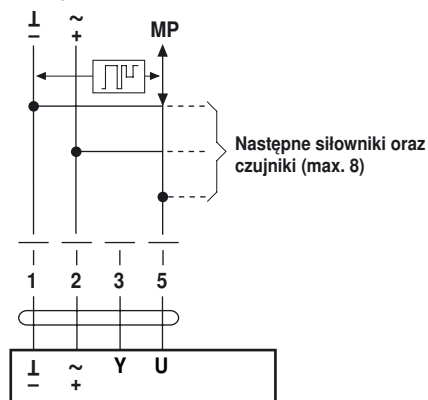 ⊥ ~
– + MP
Następne siłowniki oraz
czujniki (max. 8)
1 2 3 5
⊥ ~ Y U
– +